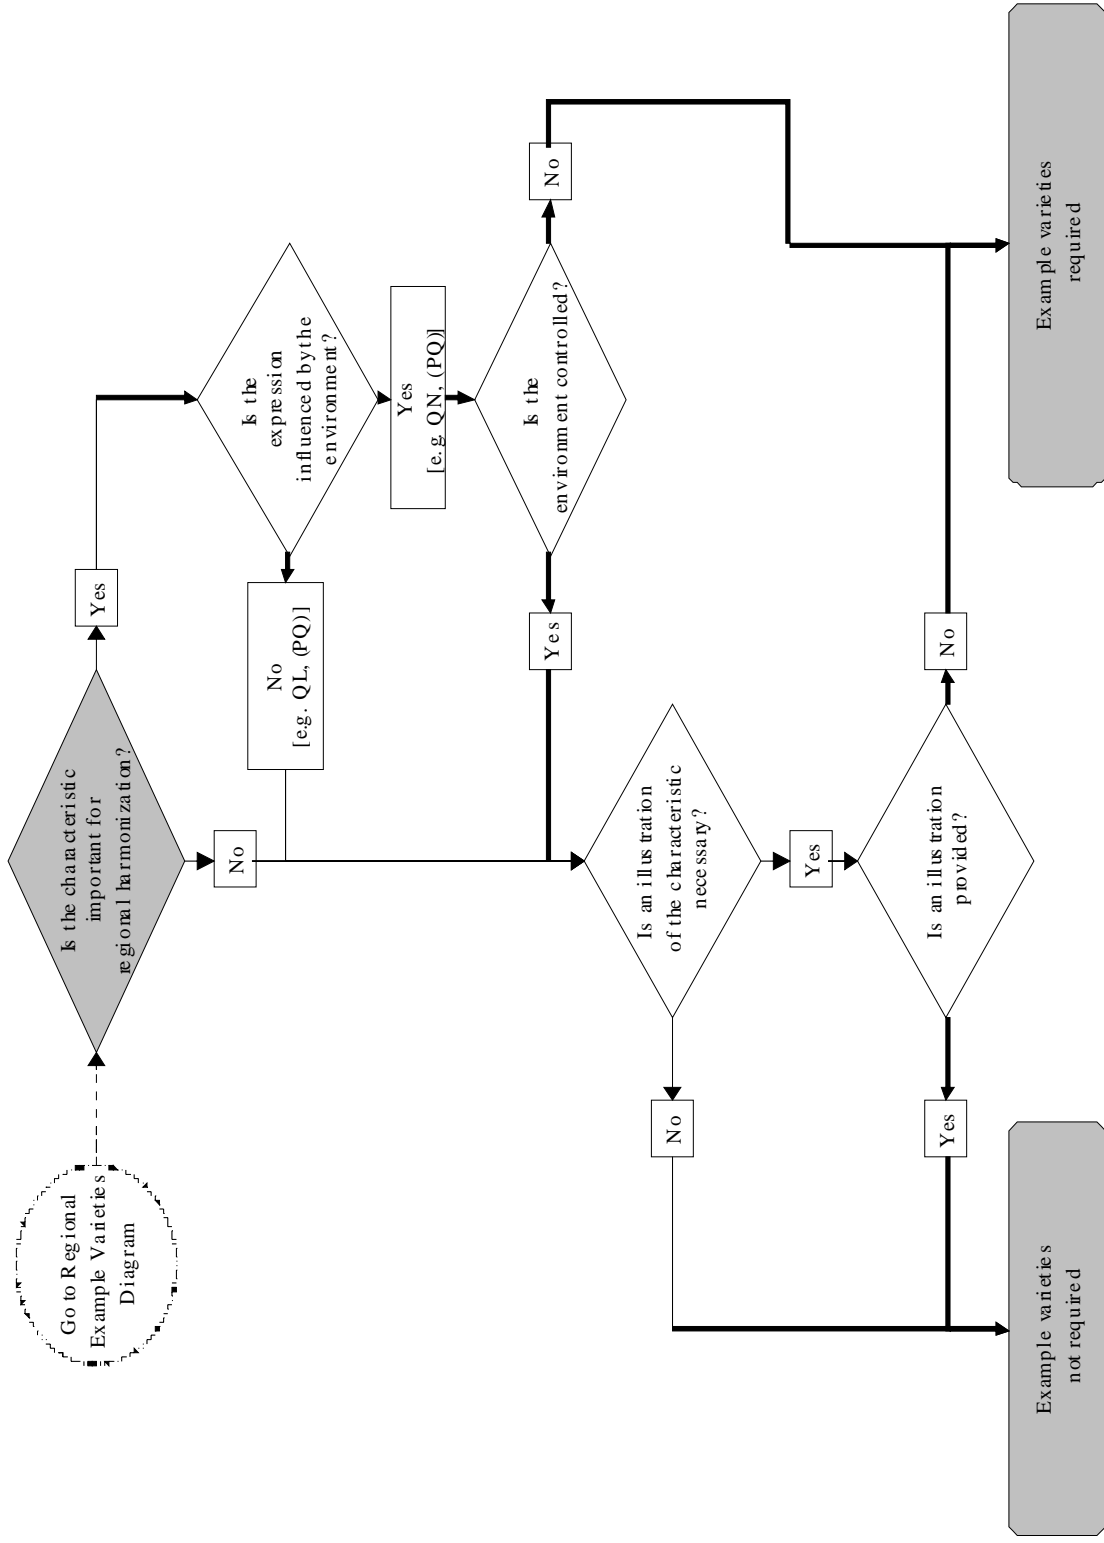 Go to Regional
Example Varieties
Diagram
Is the characteristic
important for
regional harmonization?
Yes
No
Is the
expression
influenced by the
environment?
No
[e.g. QL, (PQ)]
Yes
[e.g. QN, (PQ)]
Is the
environment controlled?
No
Yes
Is an illustration
of the characteristic
necessary?
No
Yes
Is an illustration
provided?
Yes
No
Example varieties
not required
Example varieties
required